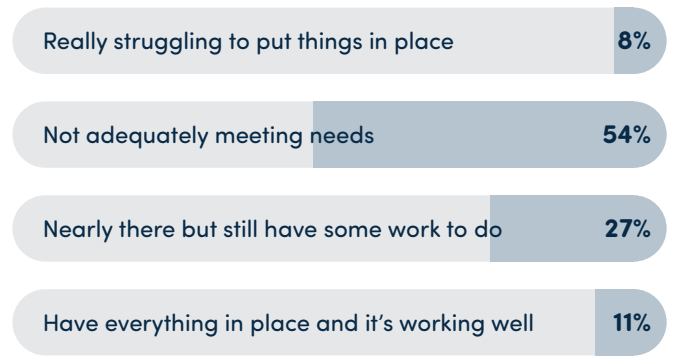 Really struggling to put things in place 8%
Not adequately meeting needs 54%
Nearly there but still have some work to do 27%
Have everything in place and it's working well 11%